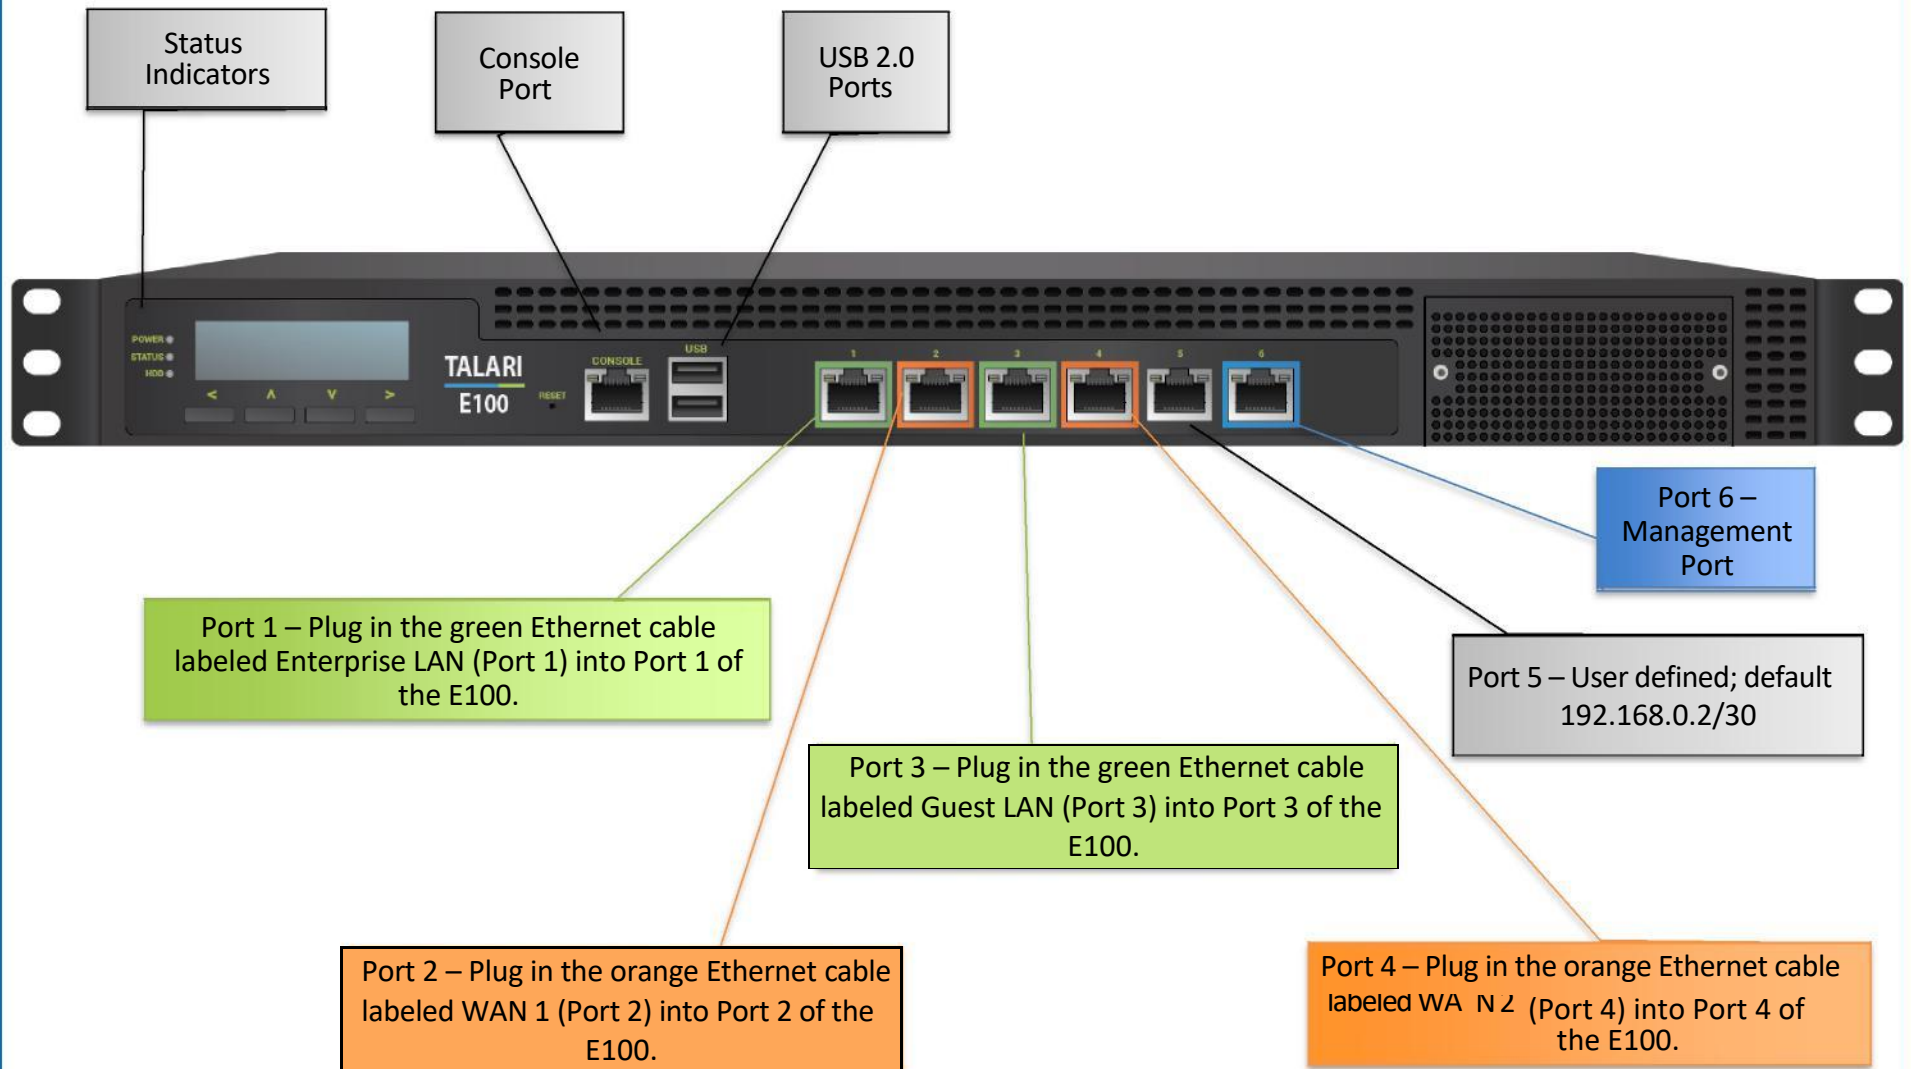 Status
Indicators
Console
Port
USB 2.0
Ports
POWER
STATUS
HDD
<
Λ
V
>
TALARI
E100
RESET
CONSOLE
USB
1
2
3
4
5
6
Port 6 –
Management
Port
Port 1 – Plug in the green Ethernet cable
labeled Enterprise LAN (Port 1) into Port 1 of
the E100.
Port 5 – User defined; default
192.168.0.2/30
Port 3 – Plug in the green Ethernet cable
labeled Guest LAN (Port 3) into Port 3 of the
E100.
Port 2 – Plug in the orange Ethernet cable
labeled WAN 1 (Port 2) into Port 2 of the
E100.
Port 4 – Plug in the orange Ethernet cable
labeled WA N 2 (Port 4) into Port 4 of
the E100.